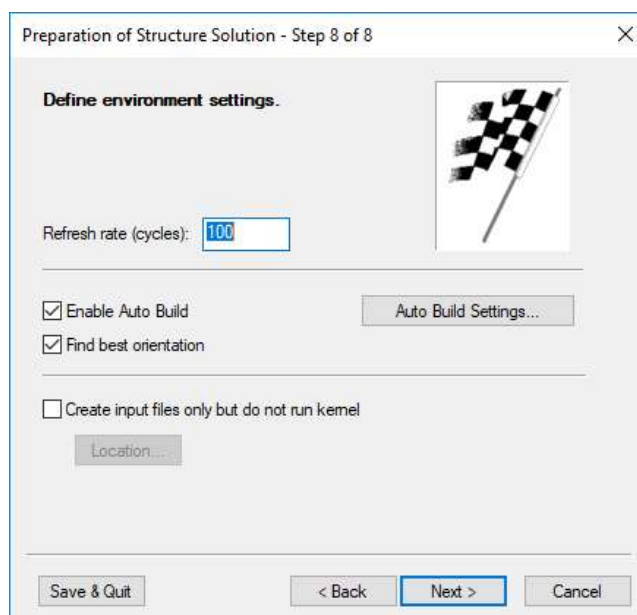 Preparation of Structure Solution - Step 8 of 8
Define environment settings.
Refresh rate (cycles): 100
Enable Auto Build
Auto Build Settings...
Find best orientation
Create input files only but do not run kernel
Location...
Save & Quit
< Back
Next >
Cancel